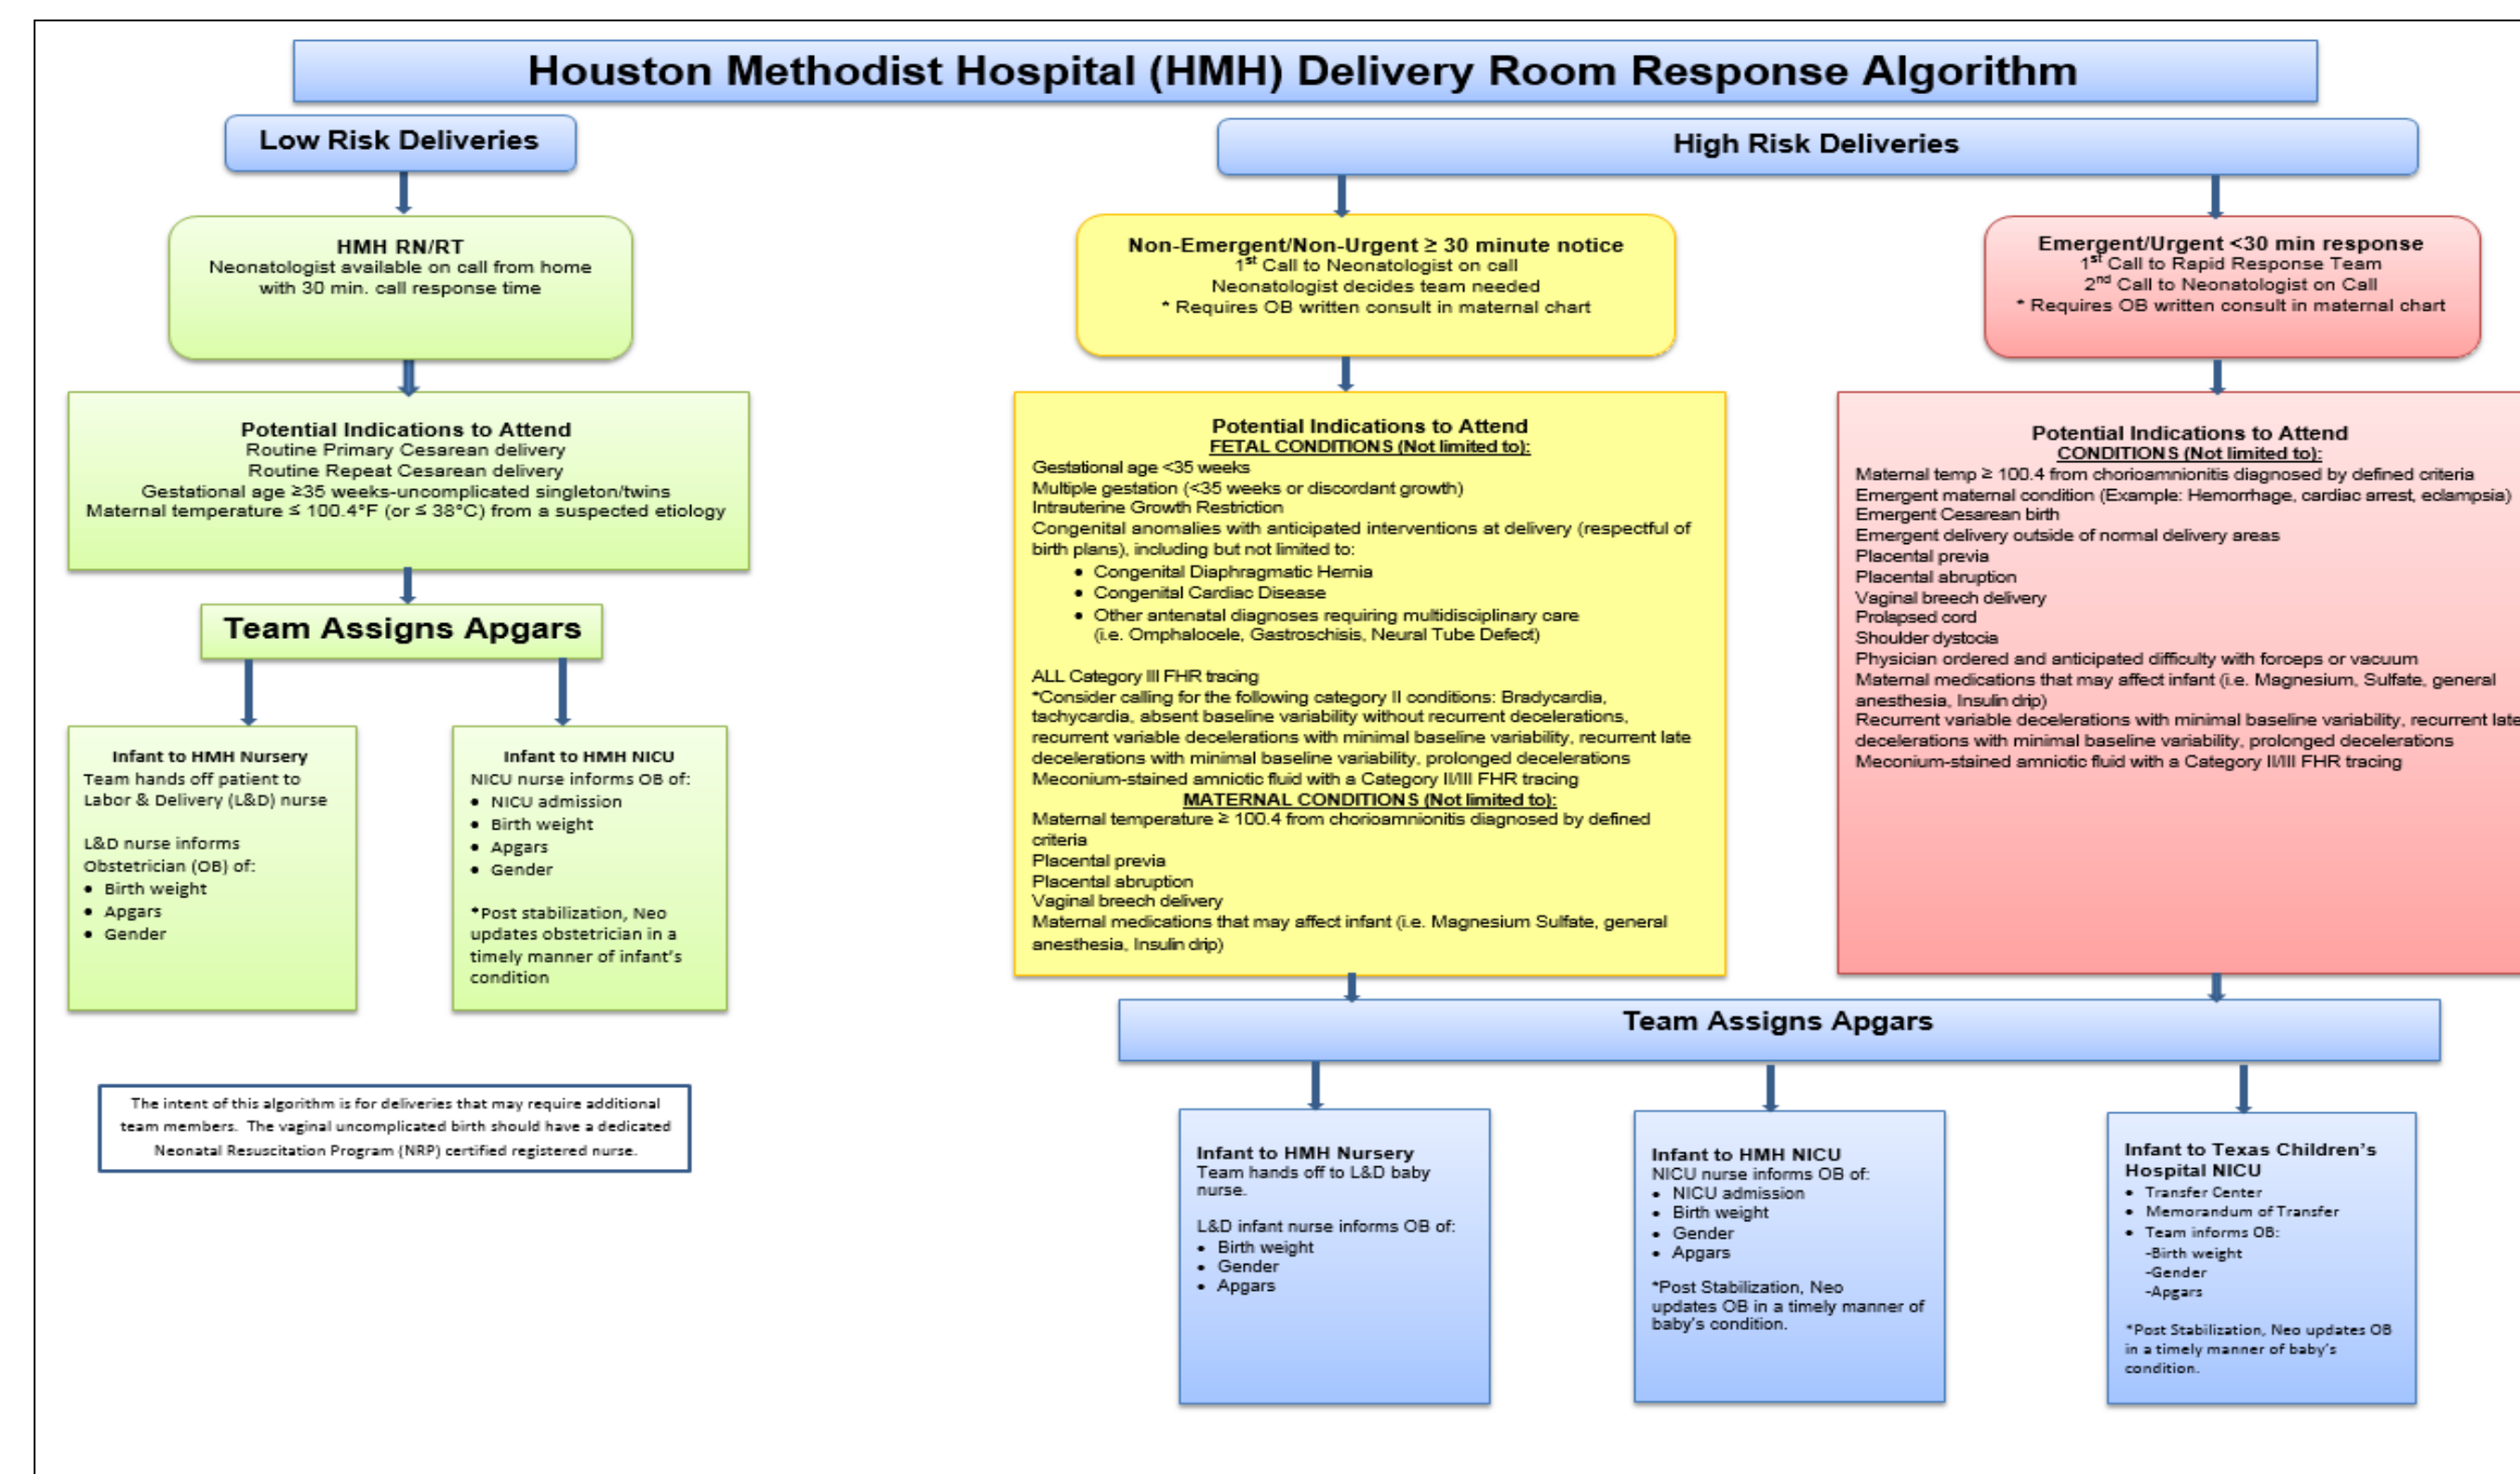 Houston Methodist Hospital (HMH) Delivery Room Response Algorithm
Low Risk Deliveries
HMH RN/RT
Neonatologist available on call from home
with 30 min. call response time
Potential Indications to Attend
Routine Primary Cesarean delivery
Routine Repeat Cesarean delivery
Gestational age ≥35 weeks-uncomplicated singleton/twins
Maternal temperature ≤ 100.4°F (or ≤ 38°C) from a suspected etiology
Team Assigns Apgars
Infant to HMH Nursery
Team hands off patient to
Labor & Delivery (L&D) nurse
L&D nurse informs
Obstetrician (OB) of:
• Birth weight
• Apgars
• Gender
Infant to HMH NICU
NICU nurse informs OB of:
• NICU admission
• Birth weight
• Apgars
• Gender
*Post stabilization, Neo
updates obstetrician in a
timely manner of infant's
condition
The intent of this algorithm is for deliveries that may require additional
team members. The vaginal uncomplicated birth should have a dedicated
Neonatal Resuscitation Program (NRP) certified registered nurse.
High Risk Deliveries
Non-Emergent/Non-Urgent ≥ 30 minute notice
1st Call to Neonatologist on call
Neonatologist decides team needed
* Requires OB written consult in maternal chart
Potential Indications to Attend
FETAL CONDITIONS (Not limited to):
Gestational age <35 weeks
Multiple gestation (<35 weeks or discordant growth)
Intrauterine Growth Restriction
Congenital anomalies with anticipated interventions at delivery (respectful of
birth plans), including but not limited to:
• Congenital Diaphragmatic Hernia
• Congenital Cardiac Disease
• Other antenatal diagnoses requiring multidisciplinary care
(i.e. Omphalocele, Gastroschisis, Neural Tube Defect)
ALL Category III FHR tracing
*Consider calling for the following category II conditions: Bradycardia,
tachycardia, absent baseline variability without recurrent decelerations,
recurrent variable decelerations with minimal baseline variability, recurrent late
decelerations with minimal baseline variability, prolonged decelerations
Meconium-stained amniotic fluid with a Category II/III FHR tracing
MATERNAL CONDITIONS (Not limited to):
Maternal temperature ≥ 100.4 from chorioamnionitis diagnosed by defined
criteria
Placental previa
Placental abruption
Vaginal breech delivery
Maternal medications that may affect infant (i.e. Magnesium Sulfate, general
anesthesia, Insulin drip)
Emergent/Urgent <30 min response
1st Call to Rapid Response Team
2nd Call to Neonatologist on Call
* Requires OB written consult in maternal chart
Potential Indications to Attend
CONDITIONS (Not limited to):
Maternal temp ≥ 100.4 from chorioamnionitis diagnosed by defined criteria
Emergent maternal condition (Example: Hemorrhage, cardiac arrest, eclampsia)
Emergent Cesarean birth
Emergent delivery outside of normal delivery areas
Placental previa
Placental abruption
Vaginal breech delivery
Prolapsed cord
Shoulder dystocia
Physician ordered and anticipated difficulty with forceps or vacuum
Maternal medications that may affect infant (i.e. Magnesium, Sulfate, general
anesthesia, Insulin drip)
Recurrent variable decelerations with minimal baseline variability, recurrent late
decelerations with minimal baseline variability, prolonged decelerations
Meconium-stained amniotic fluid with a Category II/III FHR tracing
Team Assigns Apgars
Infant to HMH Nursery
Team hands off to L&D baby
nurse.
L&D infant nurse informs OB of:
• Birth weight
• Gender
• Apgars
Infant to HMH NICU
NICU nurse informs OB of:
• NICU admission
• Birth weight
• Gender
• Apgars
*Post Stabilization, Neo
updates OB in a timely manner of
baby's condition.
Infant to Texas Children's
Hospital NICU
• Transfer Center
• Memorandum of Transfer
• Team informs OB:
-Birth weight
-Gender
-Apgars
*Post Stabilization, Neo updates OB
in a timely manner of baby's
condition.